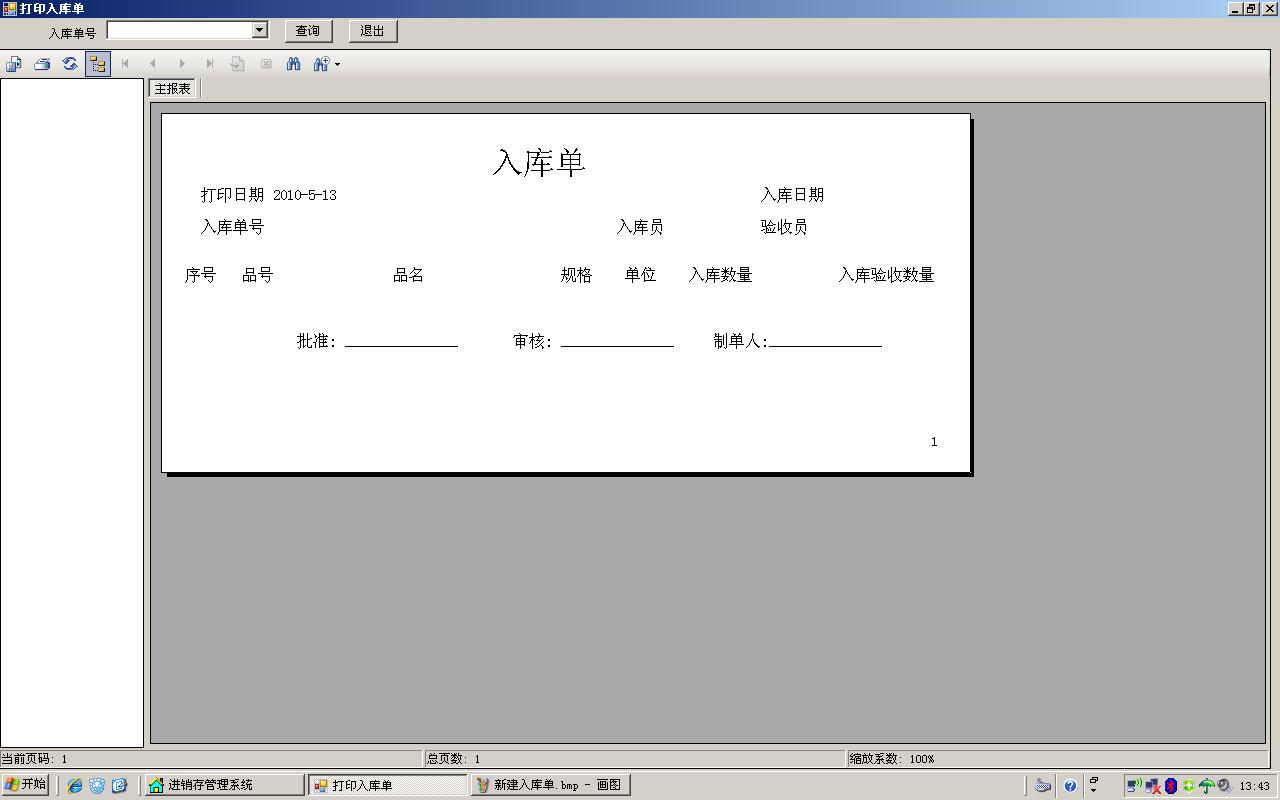 打印入库单
入库单号 查询 退出
主报表
入库单
打印日期 2010-5-13 入库日期
入库单号 入库员 验收员
序号 品号 品名 规格 单位 入库数量 入库验收数量
批准: 审核: 制单人:
1
当前页码: 1 总页数: 1 缩放系数: 100%
开始 进销存管理系统 打印入库单 新建入库单.bmp - 画图 13:43